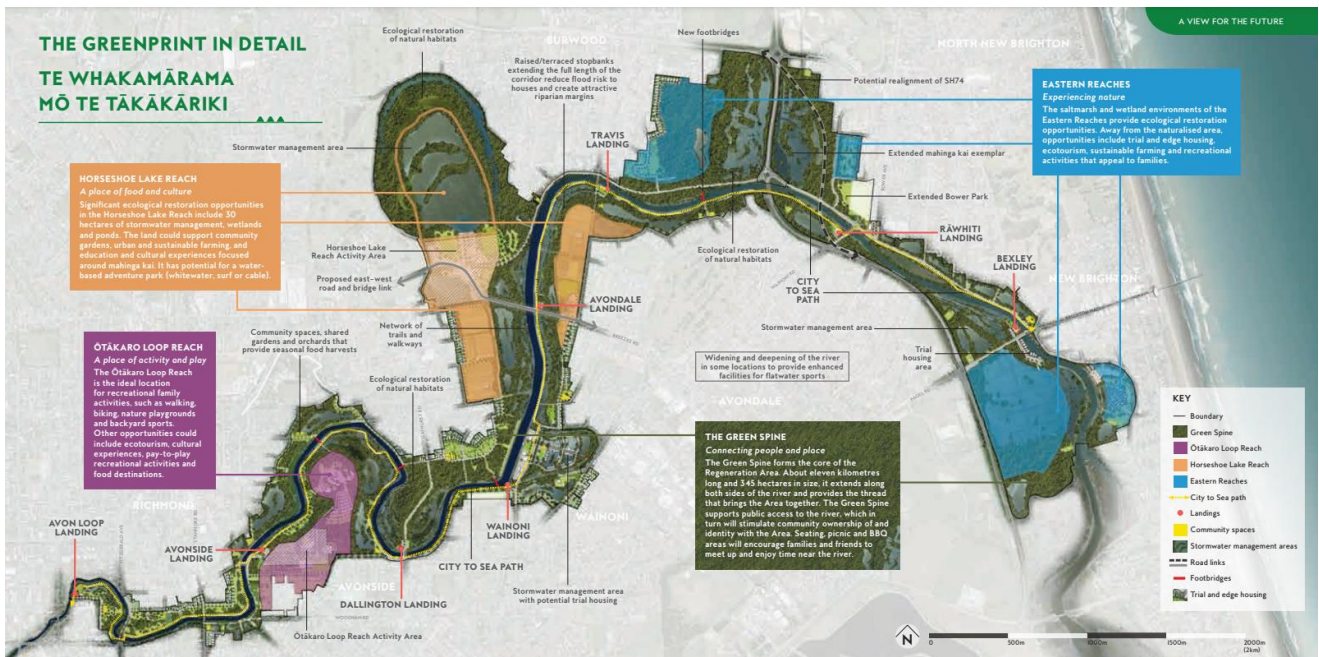 A VIEW FOR THE FUTURE
THE GREENPRINT IN DETAIL
TE WHAKAMĀRAMA
MŌ TE TĀKĀKĀRIKI
Ecological restoration
of natural habitats
BURWOOD
Raised/terraced stopbanks
extending the full length of the
corridor reduce flood risk to
houses and create attractive
riparian margins
New footbridges
NORTH NEW BRIGHTON
Potential realignment of SH74
EASTERN REACHES
Experiencing nature
The saltmarsh and wetland environments of the
Eastern Reaches provide ecological restoration
opportunities. Away from the naturalised area,
opportunities include trial and edge housing,
ecotourism, sustainable farming and recreational
activities that appeal to families.
Stormwater management area
TRAVIS
LANDING
Extended mahinga kai exemplar
HORSESHOE LAKE REACH
A place of food and culture
Significant ecological restoration opportunities
in the Horseshoe Lake Reach include 30
hectares of stormwater management, wetlands
and ponds. The land could support community
gardens, urban and sustainable farming, and
education and cultural experiences focused
around mahinga kai. It has potential for a water-
based adventure park (whitewater, surf or cable).
Extended Bower Park
Horseshoe Lake
Reach Activity Area
Proposed east–west
road and bridge link
Ecological restoration
of natural habitats
RĀWHITI
LANDING
BEXLEY
LANDING
CITY
TO SEA
PATH
NEW BRIGHTON
AVONDALE
LANDING
Network of
trails and
walkways
Stormwater management area
Trial
housing
area
ŌTĀKARO LOOP REACH
A place of activity and play
The Ōtākaro Loop Reach
is the ideal location
for recreational family
activities, such as walking,
biking, nature playgrounds
and backyard sports.
Other opportunities could
include ecotourism, cultural
experiences, pay-to-play
recreational activities and
food destinations.
Community spaces, shared
gardens and orchards that
provide seasonal food harvests
Ecological restoration
of natural habitats
Widening and deepening of the river
in some locations to provide enhanced
facilities for flatwater sports
AVONDALE
THE GREEN SPINE
Connecting people and place
The Green Spine forms the core of the
Regeneration Area. About eleven kilometres
long and 345 hectares in size, it extends along
both sides of the river and provides the thread
that brings the Area together. The Green Spine
supports public access to the river, which in
turn will stimulate community ownership of and
identity with the Area. Seating, picnic and BBQ
areas will encourage families and friends to
meet up and enjoy time near the river.
KEY
Boundary
Green Spine
Ōtākaro Loop Reach
Horseshoe Lake Reach
Eastern Reaches
City to Sea path
Landings
Community spaces
Stormwater management areas
Road links
Footbridges
Trial and edge housing
RICHMOND
AVON LOOP
LANDING
AVONSIDE
LANDING
WAINONI
LANDING
WAINONI
CITY TO SEA PATH
AVONSIDE
DALLINGTON LANDING
Stormwater management area
with potential trial housing
Ōtākaro Loop Reach Activity Area
N
0
500m
1000m
1500m
2000m
(2km)